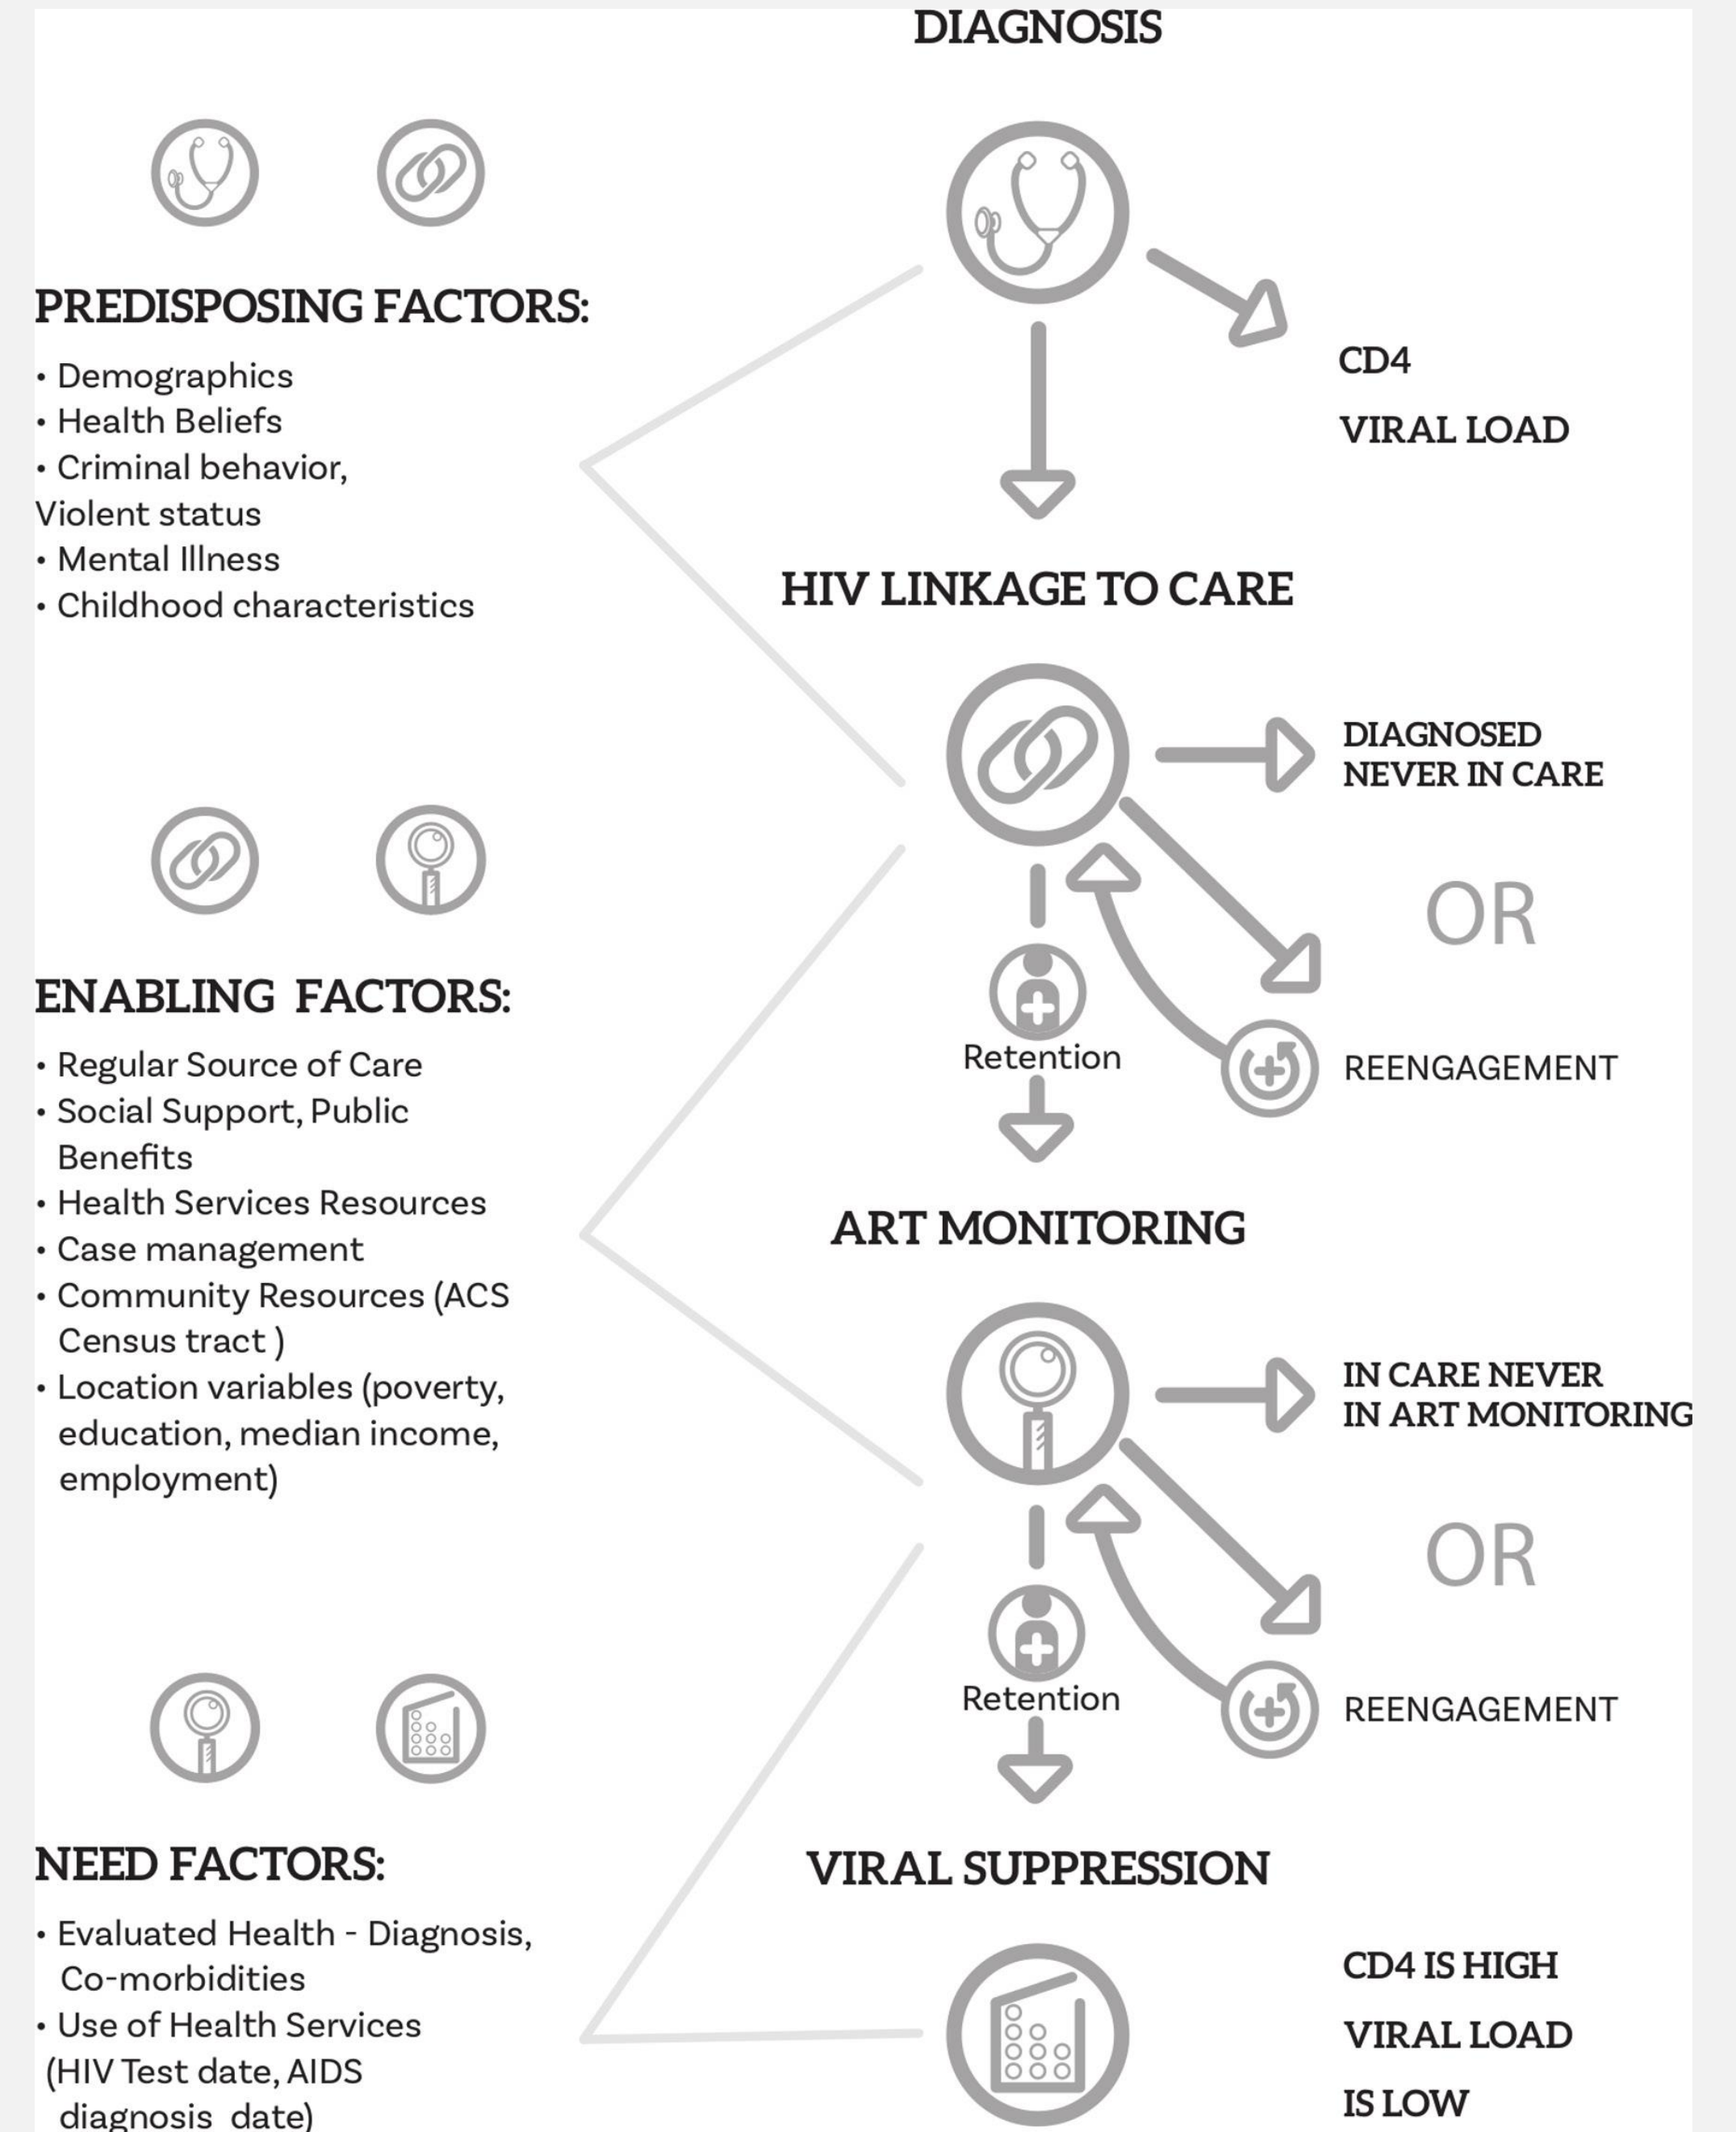 DIAGNOSIS
PREDISPOSING FACTORS:
• Demographics
• Health Beliefs
• Criminal behavior,
Violent status
• Mental Illness
• Childhood characteristics
CD4
VIRAL LOAD
HIV LINKAGE TO CARE
DIAGNOSED
NEVER IN CARE
OR
Retention
REENGAGEMENT
ENABLING FACTORS:
• Regular Source of Care
• Social Support, Public
Benefits
• Health Services Resources
• Case management
• Community Resources (ACS
Census tract )
• Location variables (poverty,
education, median income,
employment)
ART MONITORING
IN CARE NEVER
IN ART MONITORING
OR
Retention
REENGAGEMENT
NEED FACTORS:
• Evaluated Health - Diagnosis,
Co-morbidities
• Use of Health Services
(HIV Test date, AIDS
diagnosis date)
VIRAL SUPPRESSION
CD4 IS HIGH
VIRAL LOAD
IS LOW